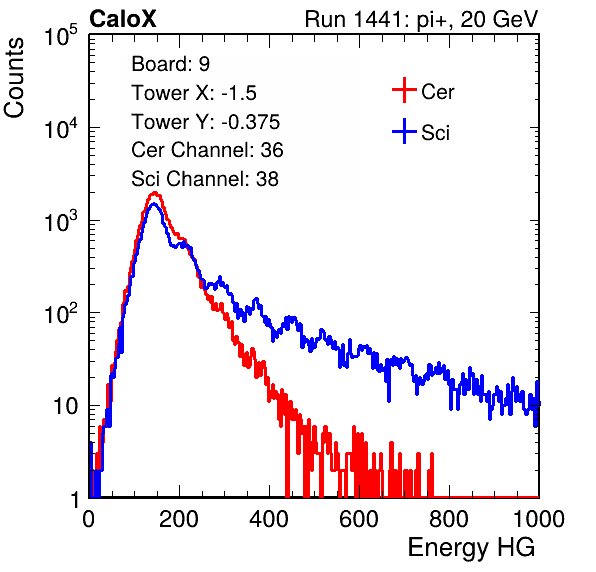 CaloX Run 1441: pi+, 20 GeV
Counts
Board: 9
Tower X: -1.5
Tower Y: -0.375
Cer Channel: 36
Sci Channel: 38
Cer
Sci
10^5
10^4
10^3
10^2
10
1
0 200 400 600 800 1000
Energy HG